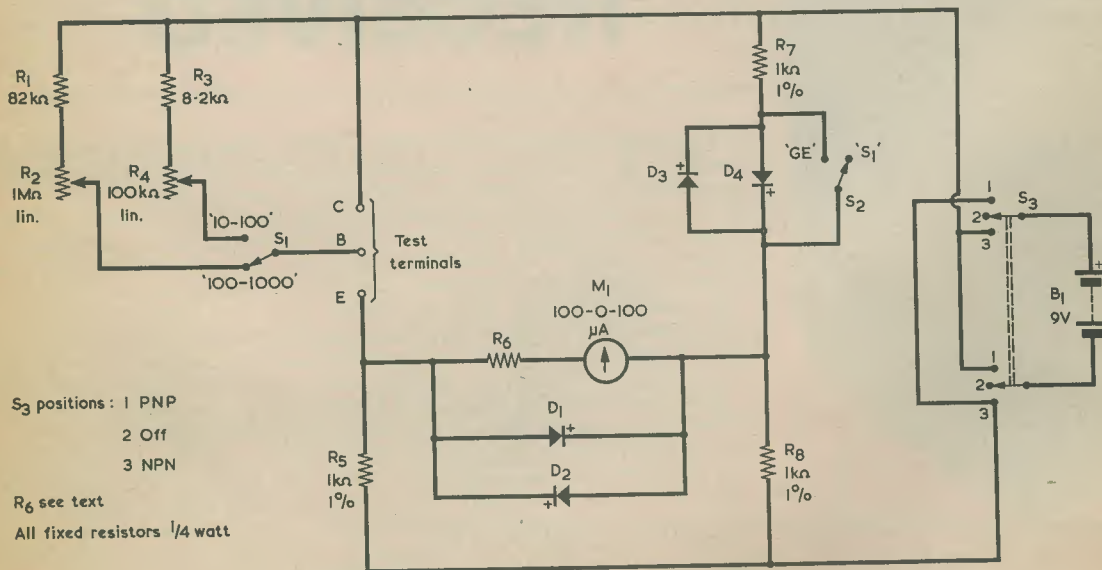 R1
82kΩ
R3
8·2kΩ
R2
1MΩ
lin.
R4
100kΩ
lin.
'10-100'
S1
'100-1000'
C
B
E
Test
terminals
R7
1kΩ
1%
D3
+
D4
+
'GE'
'S1'
S2
1
2
3
S3
1
2
3
+
B1
9V
M1
100-0-100
μA
R6
D1
+
D2
+
R5
1kΩ
1%
R8
1kΩ
1%
S3 positions : 1 PNP
2 Off
3 NPN
R6 see text
All fixed resistors 1/4 watt